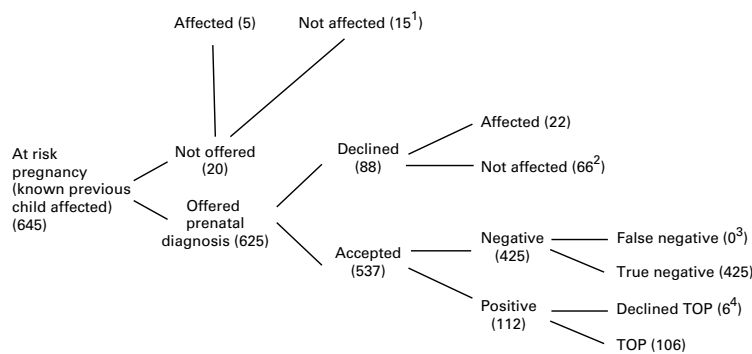 Affected (5)
Not affected (15¹)
At risk
pregnancy
(known previous
child affected)
(645)
Not offered
(20)
Offered
prenatal
diagnosis (625)
Declined
(88)
Affected (22)
Not affected (66²)
Accepted
(537)
Negative
(425)
False negative (0³)
True negative (425)
Positive
(112)
Declined TOP (6⁴)
TOP (106)